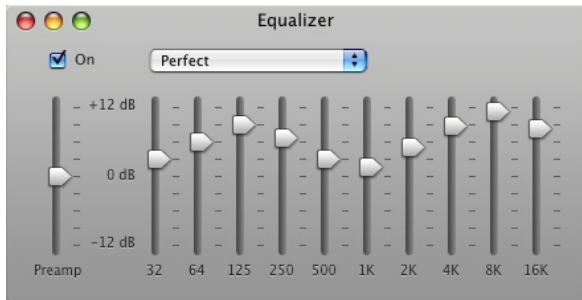 Equalizer
On
Perfect
+12 dB
0 dB
-12 dB
Preamp 32 64 125 250 500 1K 2K 4K 8K 16K